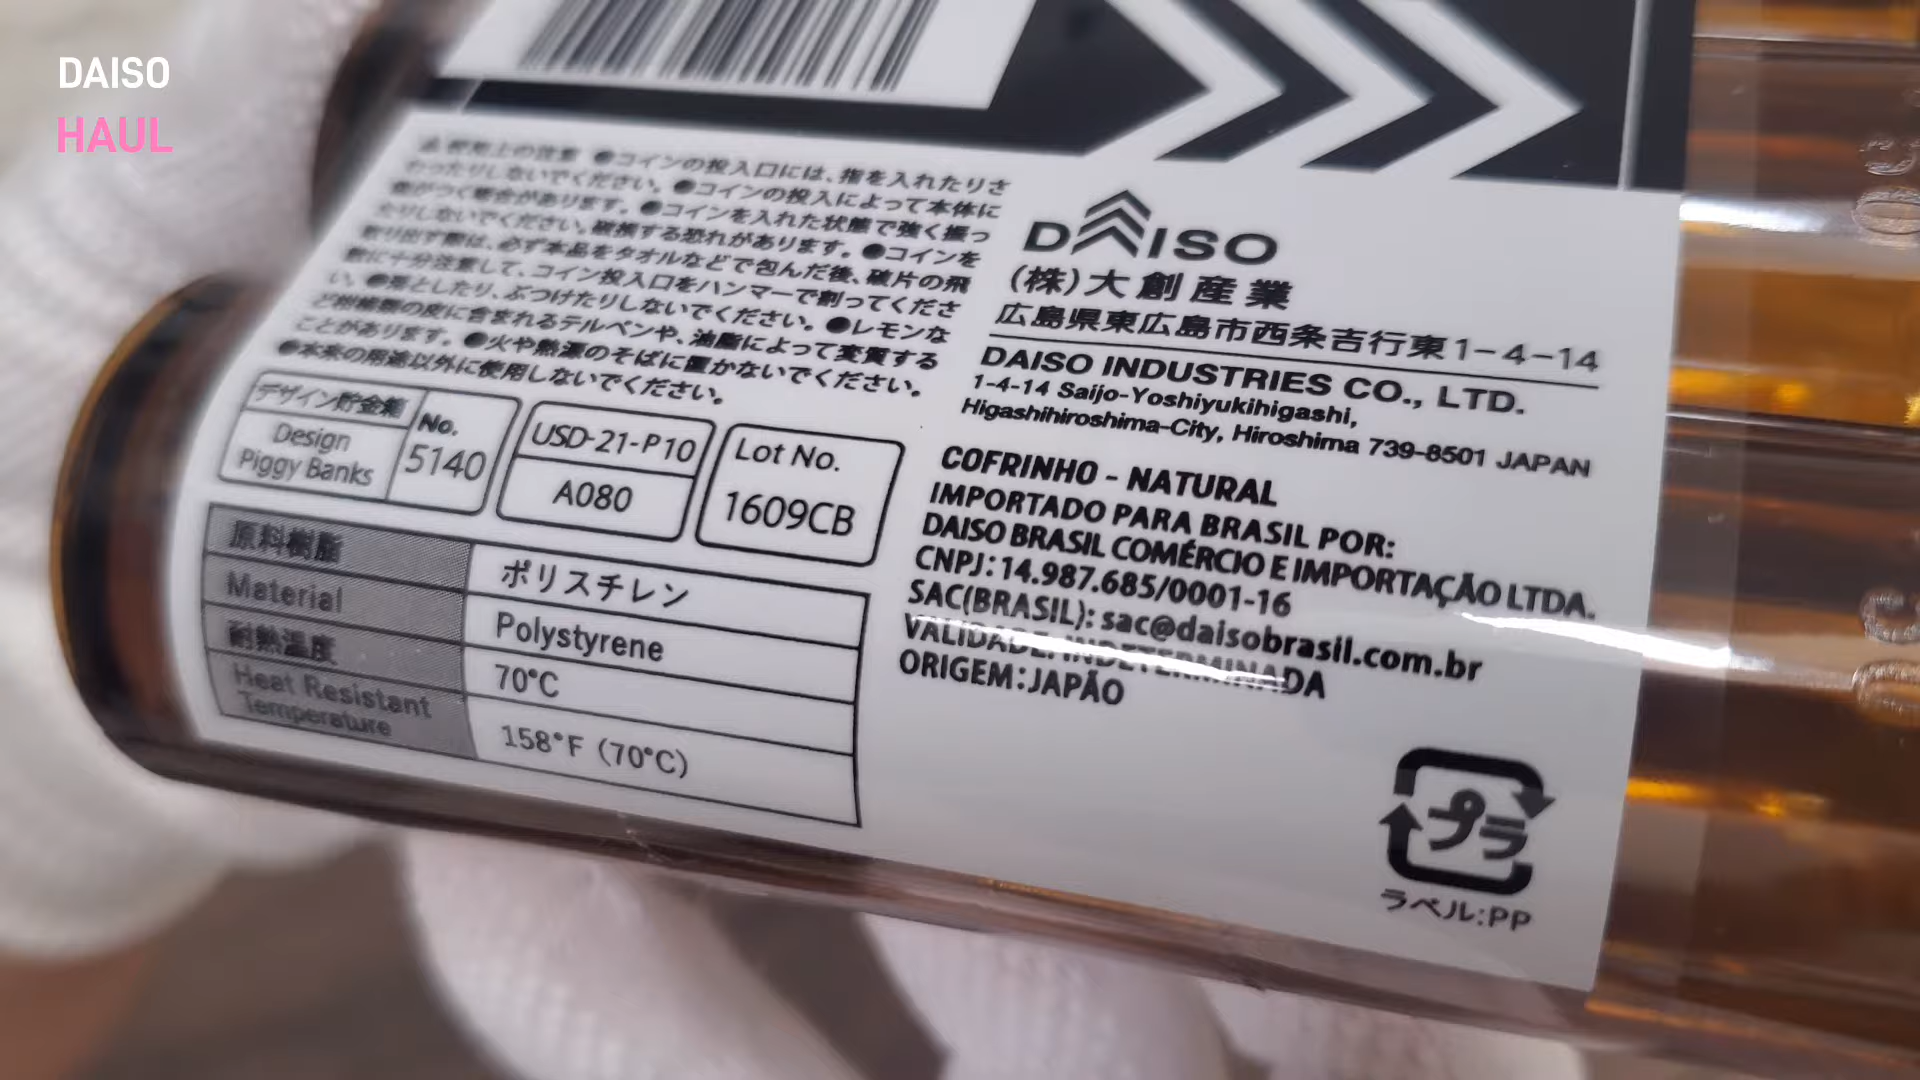 DAISO
HAUL
使用上の注意 ●コインの投入口には、指を入れたりさ
わったりしないでください。●コインの投入によって本体に
傷がつく場合があります。●コインを入れた状態で強く振っ
たりしないでください。破損する恐れがあります。●コインを
取り出す際は、必ず本品をタオルなどで包んだ後、破片の飛
散に十分注意して、コイン投入口をハンマーで割ってくださ
い。●落としたり、ぶつけたりしないでください。●レモンな
ど柑橘類の皮に含まれるテルペンや、油脂によって変質する
ことがあります。●火や熱源のそばに置かないでください。
●本来の用途以外に使用しないでください。
デザイン貯金箱
Design
Piggy Banks
No.
5140
USD-21-P10
A080
Lot No.
1609CB
原料樹脂
ポリスチレン
Material
Polystyrene
耐熱温度
70°C
Heat Resistant
Temperature
158°F (70°C)
DAISO
(株)大創産業
広島県東広島市西条吉行東1-4-14
DAISO INDUSTRIES CO., LTD.
1-4-14 Saijo-Yoshiyukihigashi,
Higashihiroshima-City, Hiroshima 739-8501 JAPAN
COFRINHO - NATURAL
IMPORTADO PARA BRASIL POR:
DAISO BRASIL COMÉRCIO E IMPORTAÇÃO LTDA.
CNPJ: 14.987.685/0001-16
SAC(BRASIL): sac@daisobrasil.com.br
VALIDADE: INDETERMINADA
ORIGEM: JAPÃO
プラ
ラベル:PP